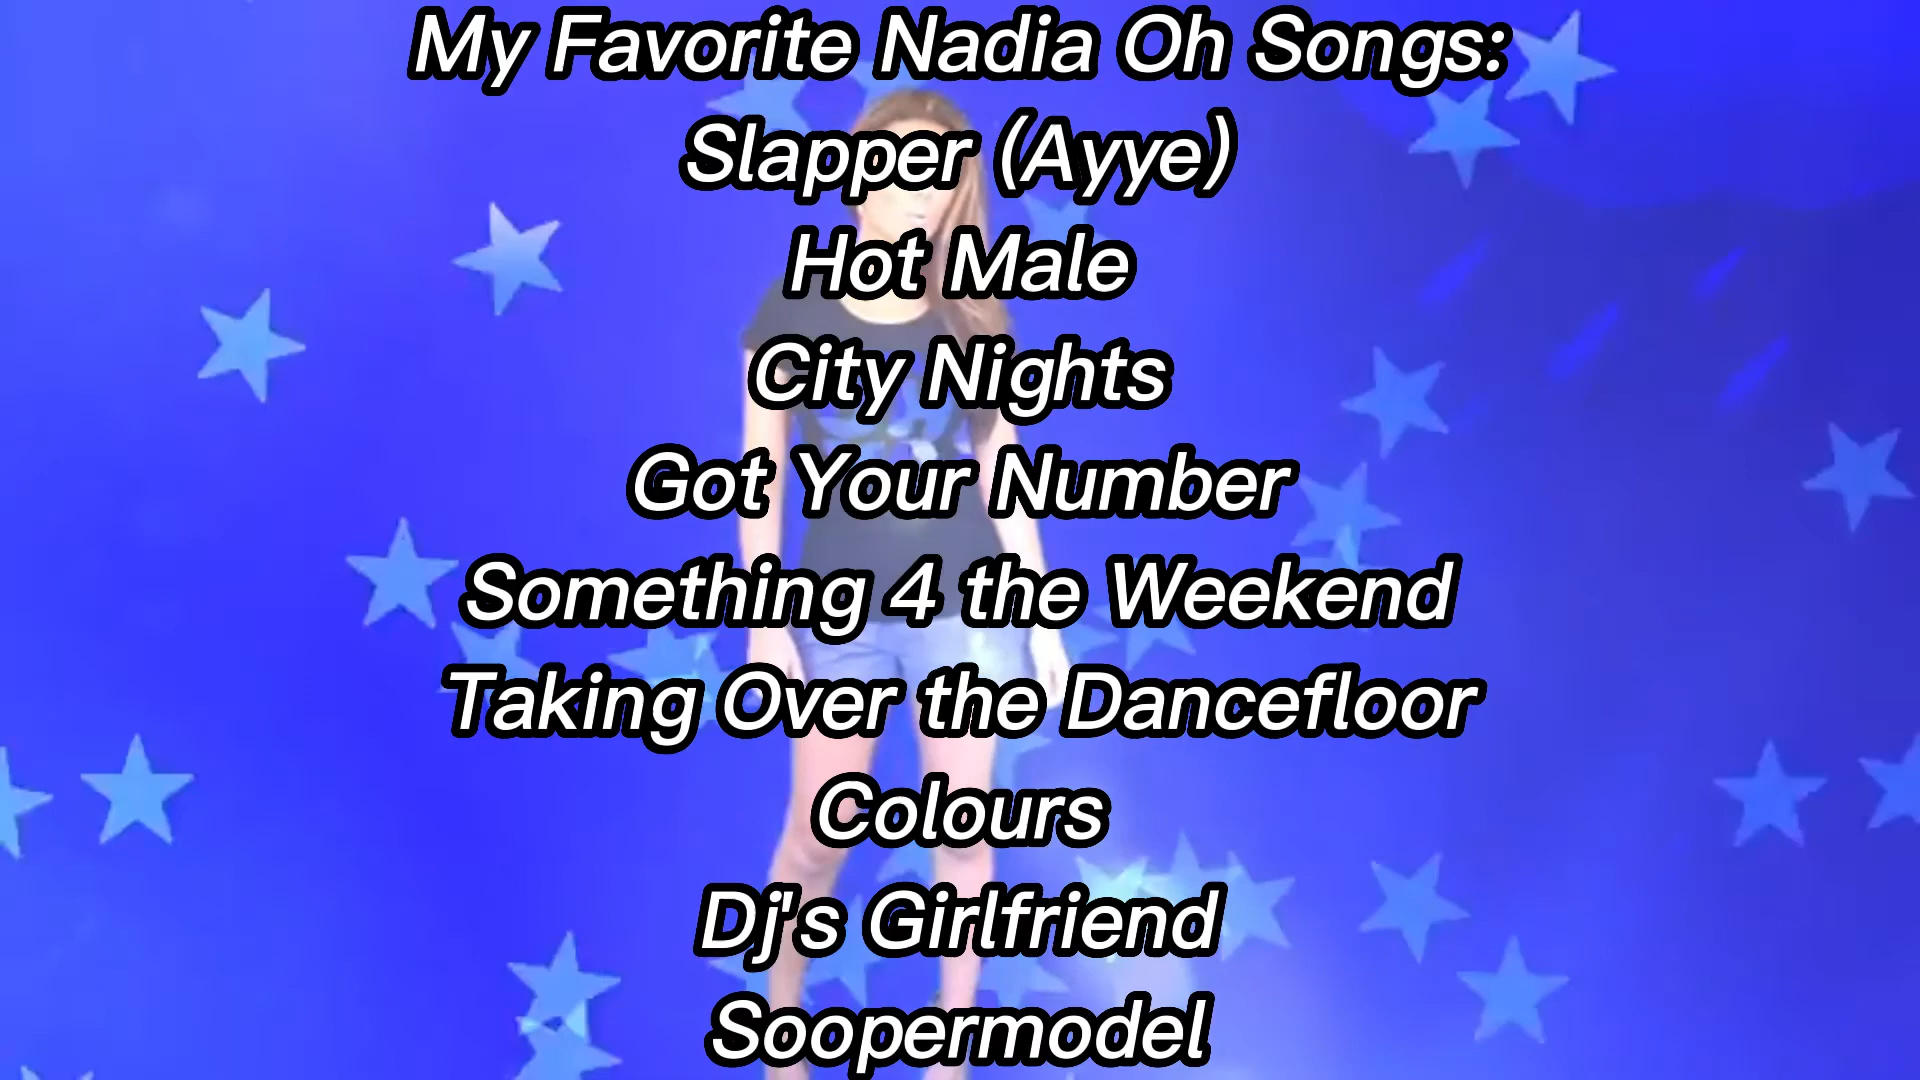 My Favorite Nadia Oh Songs:
Slapper (Ayye)
Hot Male
City Nights
Got Your Number
Something 4 the Weekend
Taking Over the Dancefloor
Colours
Dj's Girlfriend
Soopermodel